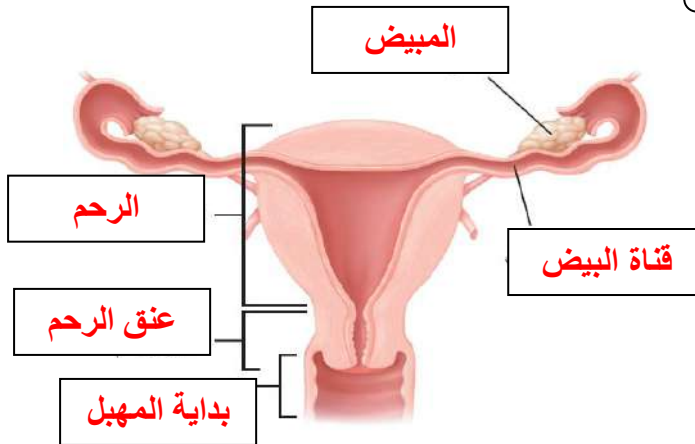 المبيض
الرحم
قناة البيض
عنق الرحم
بداية المهبل